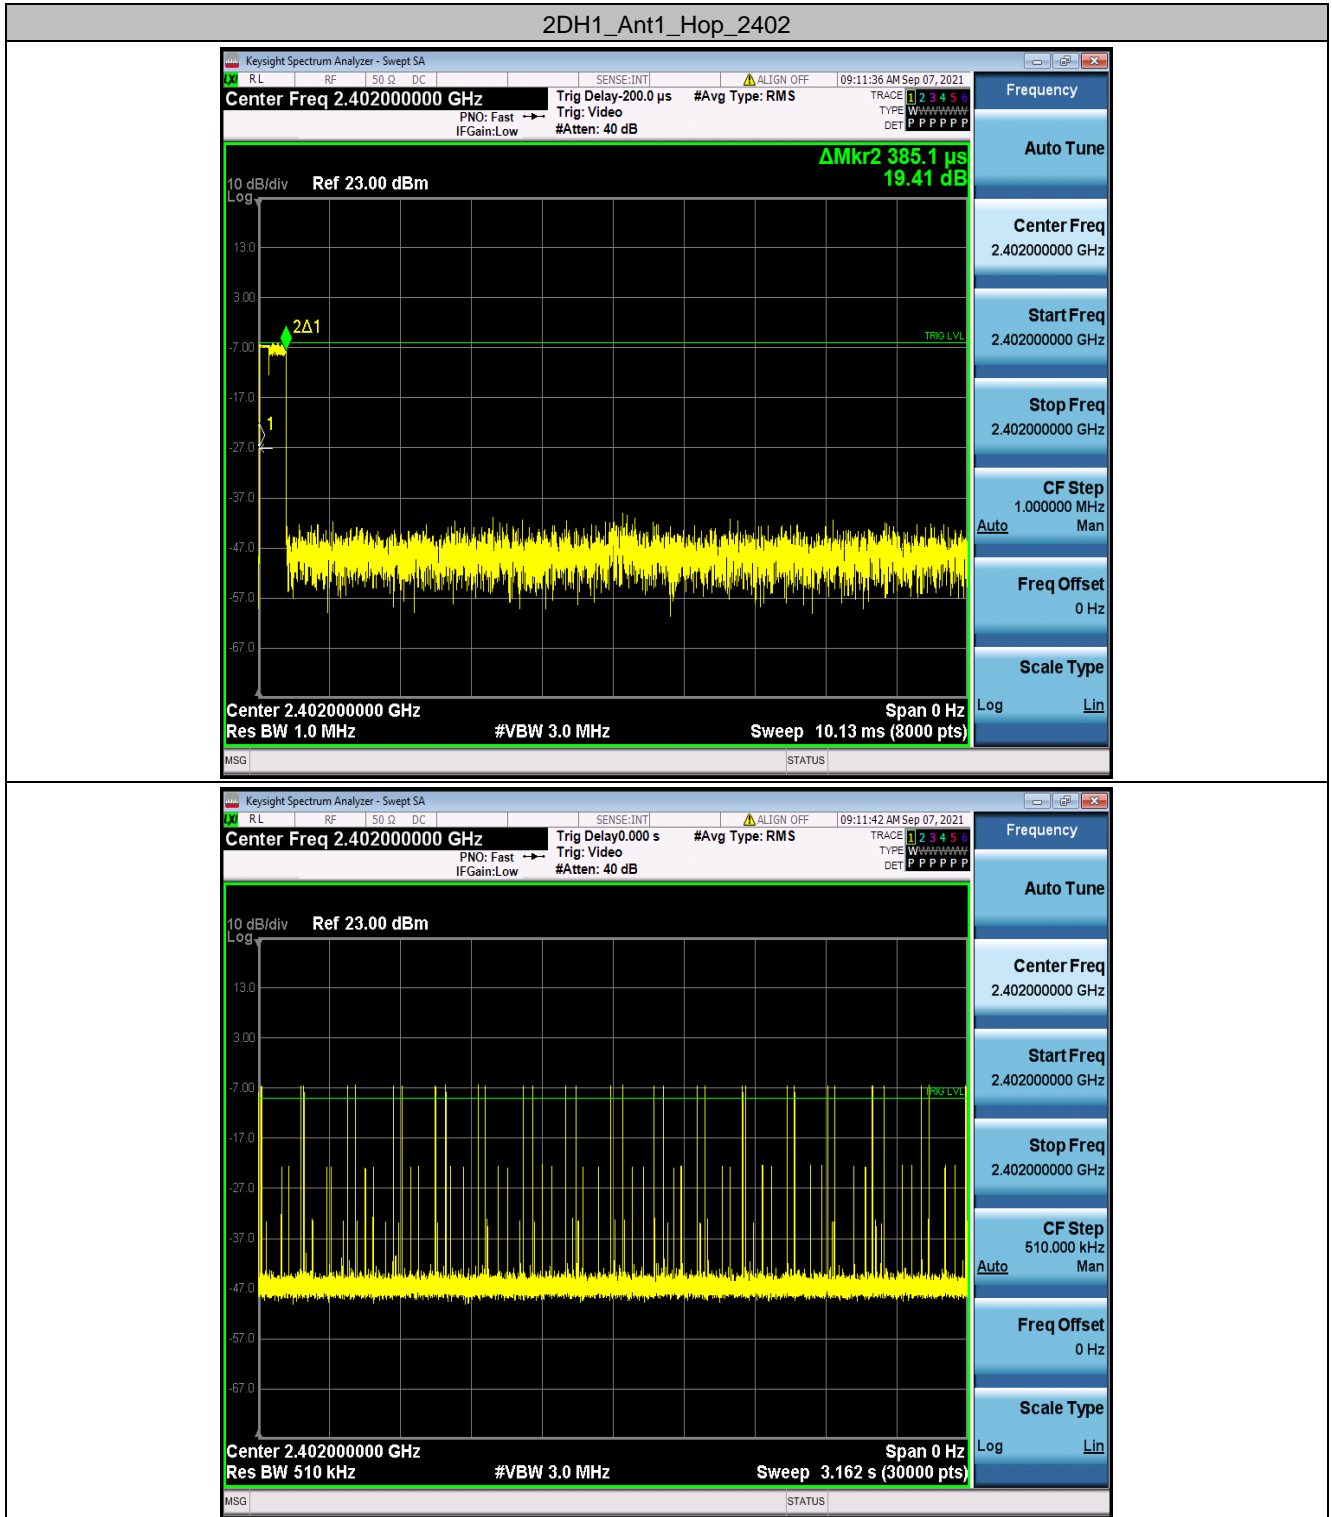 2DH1_Ant1_Hop_2402
Keysight Spectrum Analyzer - Swept SA
LXI RL RF 50 Ω DC SENSE:INT ALIGN OFF 09:11:36 AM Sep 07, 2021
Center Freq 2.402000000 GHz
PNO: Fast
IFGain:Low
Trig Delay-200.0 µs
Trig: Video
#Atten: 40 dB
#Avg Type: RMS
TRACE 1 2 3 4 5 6
TYPE WWWWWW
DET P P P P P P
ΔMkr2 385.1 µs
19.41 dB
10 dB/div
Log
Ref 23.00 dBm
13.0
3.00
-7.00
-17.0
-27.0
-37.0
-47.0
-57.0
-67.0
2Δ1
1
TRIG LVL
Center 2.402000000 GHz
Span 0 Hz
Res BW 1.0 MHz
#VBW 3.0 MHz
Sweep 10.13 ms (8000 pts)
MSG
STATUS
Frequency
Auto Tune
Center Freq
2.402000000 GHz
Start Freq
2.402000000 GHz
Stop Freq
2.402000000 GHz
CF Step
1.000000 MHz
Auto Man
Freq Offset
0 Hz
Scale Type
Log Lin
Keysight Spectrum Analyzer - Swept SA
LXI RL RF 50 Ω DC SENSE:INT ALIGN OFF 09:11:42 AM Sep 07, 2021
Center Freq 2.402000000 GHz
PNO: Fast
IFGain:Low
Trig Delay0.000 s
Trig: Video
#Atten: 40 dB
#Avg Type: RMS
TRACE 1 2 3 4 5 6
TYPE WWWWWW
DET P P P P P P
10 dB/div
Log
Ref 23.00 dBm
13.0
3.00
-7.00
-17.0
-27.0
-37.0
-47.0
-57.0
-67.0
TRIG LVL
Center 2.402000000 GHz
Span 0 Hz
Res BW 510 kHz
#VBW 3.0 MHz
Sweep 3.162 s (30000 pts)
MSG
STATUS
Frequency
Auto Tune
Center Freq
2.402000000 GHz
Start Freq
2.402000000 GHz
Stop Freq
2.402000000 GHz
CF Step
510.000 kHz
Auto Man
Freq Offset
0 Hz
Scale Type
Log Lin